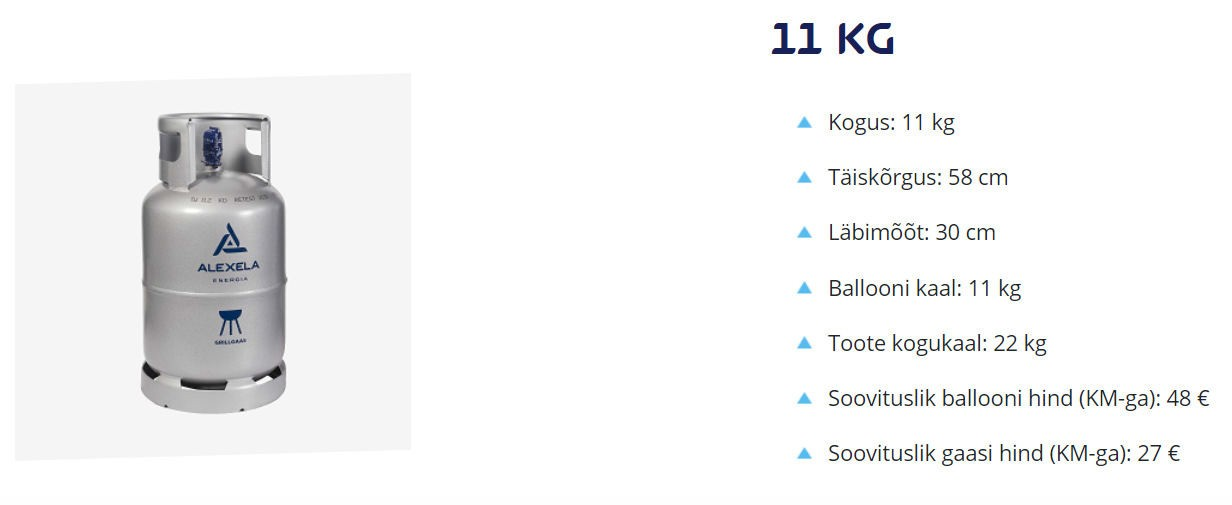 11 KG
ALEXELA
ENERGIA
GRILLGAAS
Kogus: 11 kg
Täiskõrgus: 58 cm
Läbimõõt: 30 cm
Ballooni kaal: 11 kg
Toote kogukaal: 22 kg
Soovituslik ballooni hind (KM-ga): 48 €
Soovituslik gaasi hind (KM-ga): 27 €